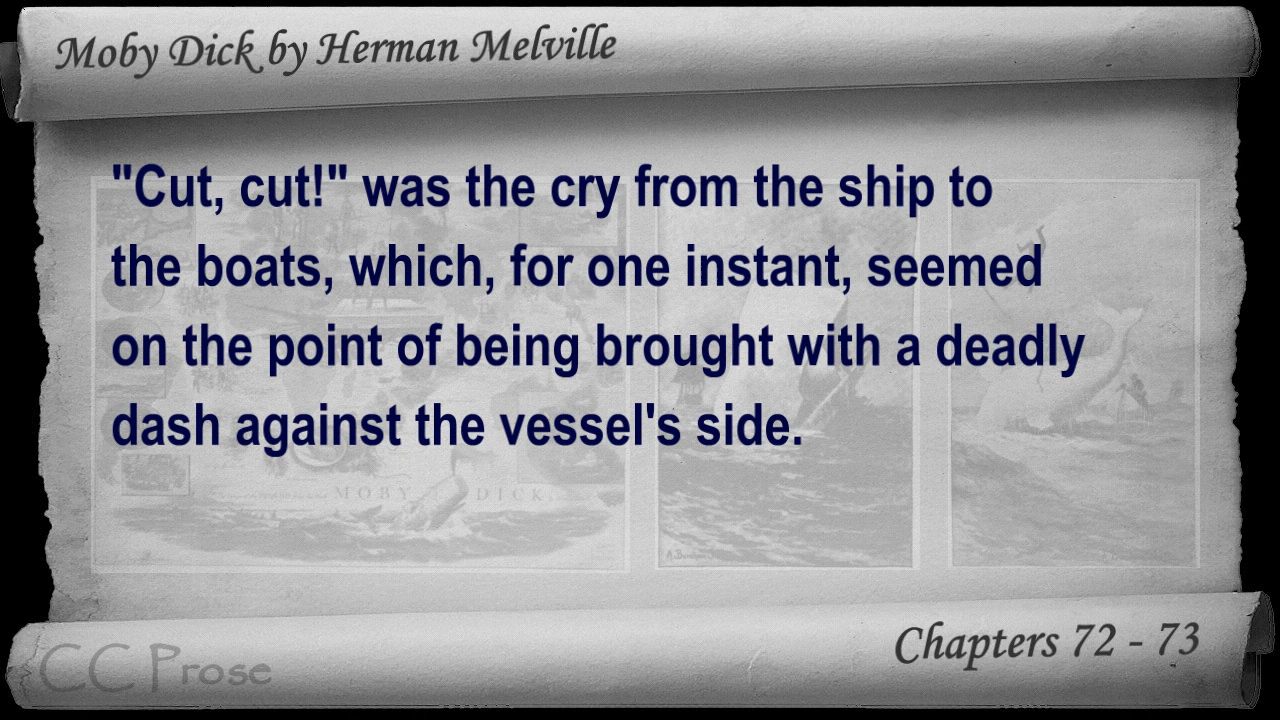 Moby Dick by Herman Melville
"Cut, cut!" was the cry from the ship to
the boats, which, for one instant, seemed
on the point of being brought with a deadly
dash against the vessel's side.
MOBY DICK
Chapters 72 - 73
CC Prose